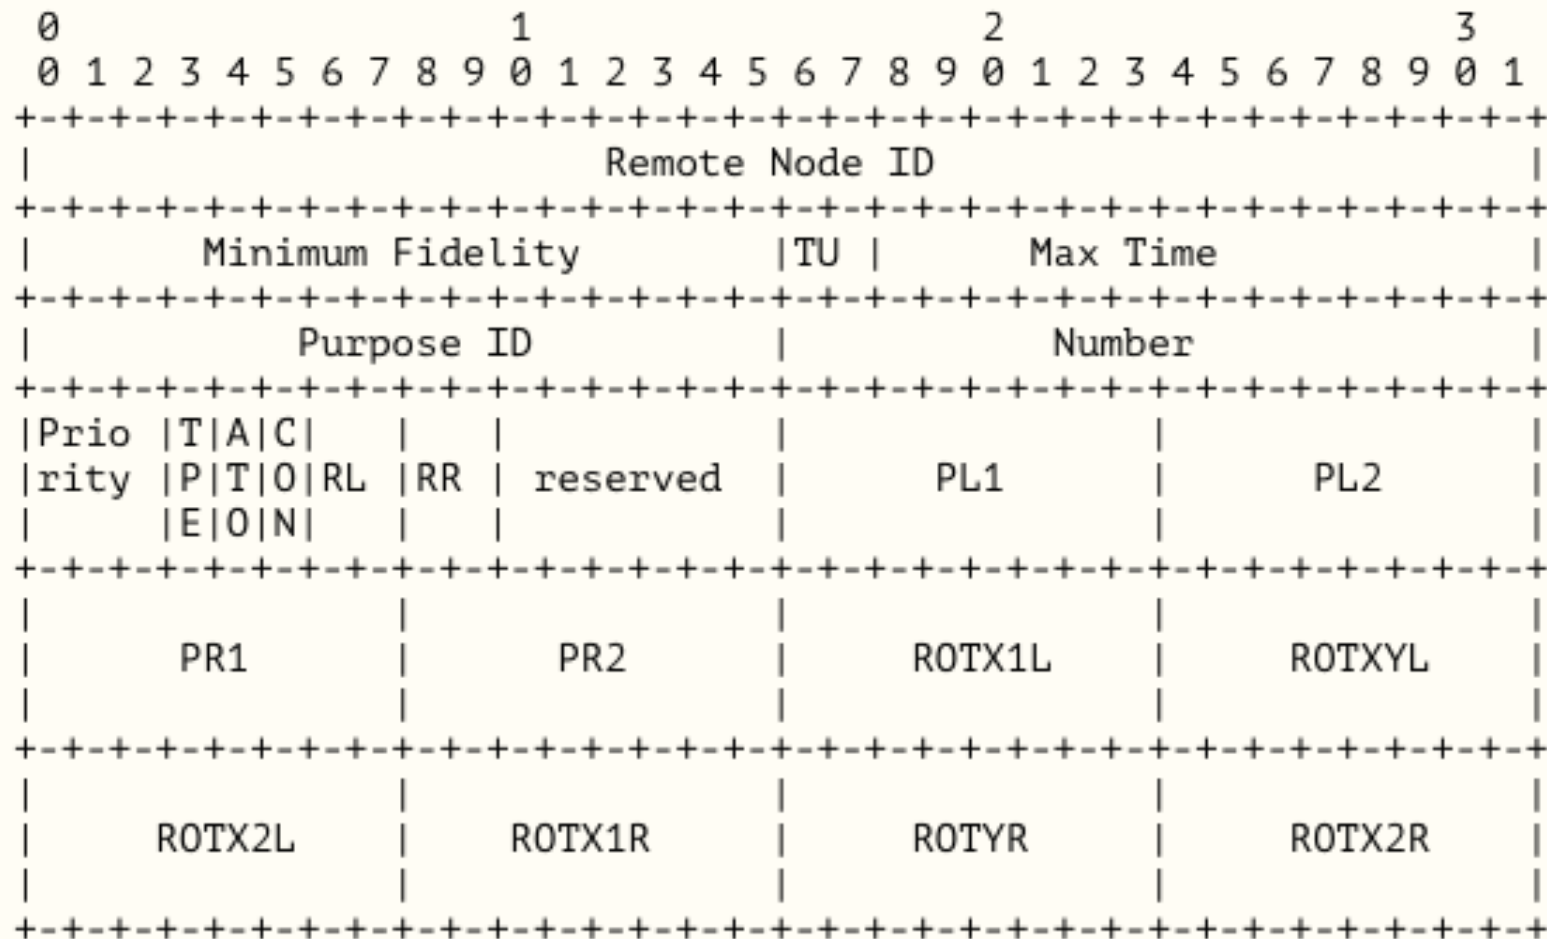 0                   1                   2                   3
 0 1 2 3 4 5 6 7 8 9 0 1 2 3 4 5 6 7 8 9 0 1 2 3 4 5 6 7 8 9 0 1
+-+-+-+-+-+-+-+-+-+-+-+-+-+-+-+-+-+-+-+-+-+-+-+-+-+-+-+-+-+-+-+-+
|                        Remote Node ID                         |
+-+-+-+-+-+-+-+-+-+-+-+-+-+-+-+-+-+-+-+-+-+-+-+-+-+-+-+-+-+-+-+-+
|       Minimum Fidelity        |TU |      Max Time             |
+-+-+-+-+-+-+-+-+-+-+-+-+-+-+-+-+-+-+-+-+-+-+-+-+-+-+-+-+-+-+-+-+
|           Purpose ID          |           Number              |
+-+-+-+-+-+-+-+-+-+-+-+-+-+-+-+-+-+-+-+-+-+-+-+-+-+-+-+-+-+-+-+-+
|Prio |T|A|C|   |   |           |               |               |
|rity |P|T|O|RL |RR | reserved  |      PL1      |      PL2      |
|     |E|O|N|   |   |           |               |               |
+-+-+-+-+-+-+-+-+-+-+-+-+-+-+-+-+-+-+-+-+-+-+-+-+-+-+-+-+-+-+-+-+
|               |               |               |               |
|      PR1      |      PR2      |     ROTX1L    |     ROTXYL    |
|               |               |               |               |
+-+-+-+-+-+-+-+-+-+-+-+-+-+-+-+-+-+-+-+-+-+-+-+-+-+-+-+-+-+-+-+-+
|               |               |               |               |
|     ROTX2L    |    ROTX1R     |     ROTYR     |     ROTX2R    |
|               |               |               |               |
+-+-+-+-+-+-+-+-+-+-+-+-+-+-+-+-+-+-+-+-+-+-+-+-+-+-+-+-+-+-+-+-+